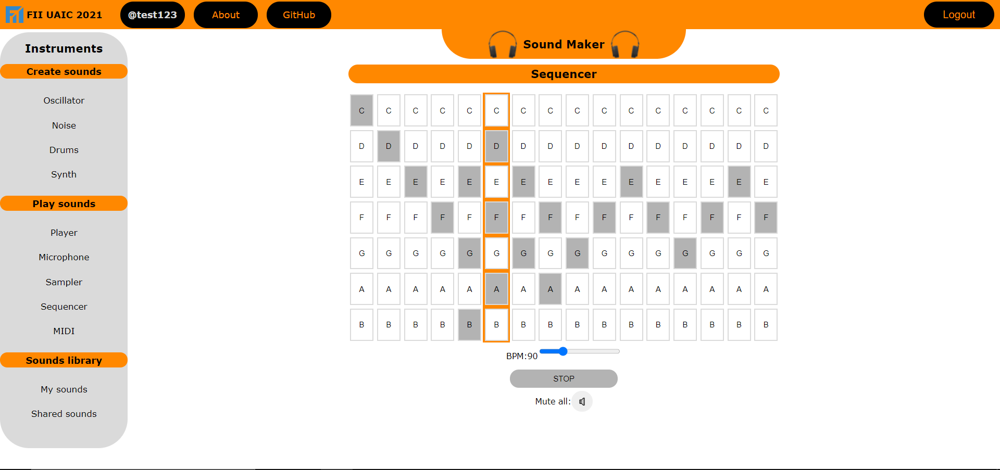 FII UAIC 2021 @test123 About GitHub Logout
Instruments
Create sounds
Oscillator
Noise
Drums
Synth
Play sounds
Player
Microphone
Sampler
Sequencer
MIDI
Sounds library
My sounds
Shared sounds
Sound Maker
Sequencer
C C C C C C C C C C C C C C C C
D D D D D D D D D D D D D D D D
E E E E E E E E E E E E E E E E
F F F F F F F F F F F F F F F F
G G G G G G G G G G G G G G G G
A A A A A A A A A A A A A A A A
B B B B B B B B B B B B B B B B
BPM:90
STOP
Mute all: